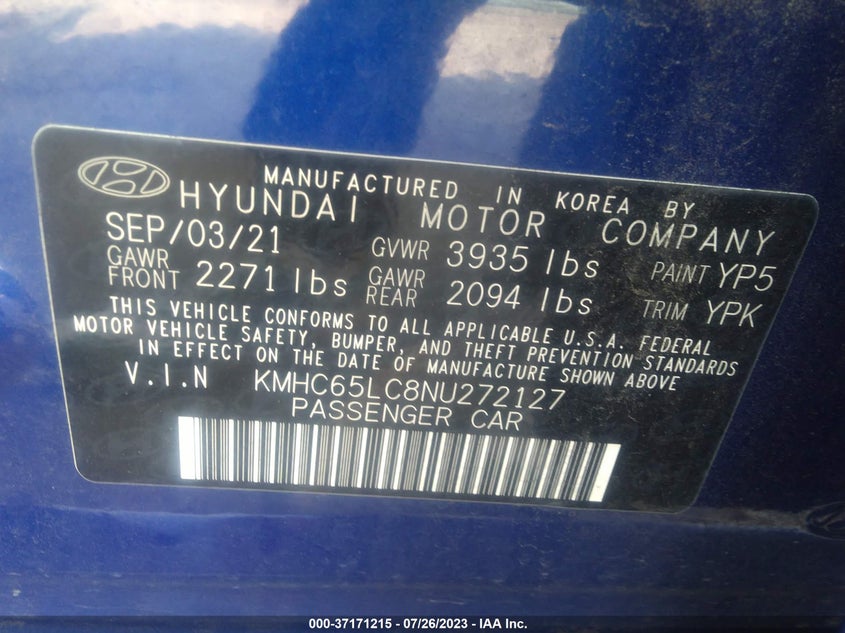 MANUFACTURED IN KOREA BY
HYUNDAI MOTOR COMPANY
SEP/03/21 GVWR 3935 lbs PAINT YP5
GAWR FRONT 2271 lbs GAWR REAR 2094 lbs TRIM YPK
THIS VEHICLE CONFORMS TO ALL APPLICABLE U.S.A. FEDERAL
MOTOR VEHICLE SAFETY, BUMPER, AND THEFT PREVENTION STANDARDS
IN EFFECT ON THE DATE OF MANUFACTURE SHOWN ABOVE
V.I.N KMHC65LC8NU272127
PASSENGER CAR
000-37171215 - 07/26/2023 - IAA Inc.